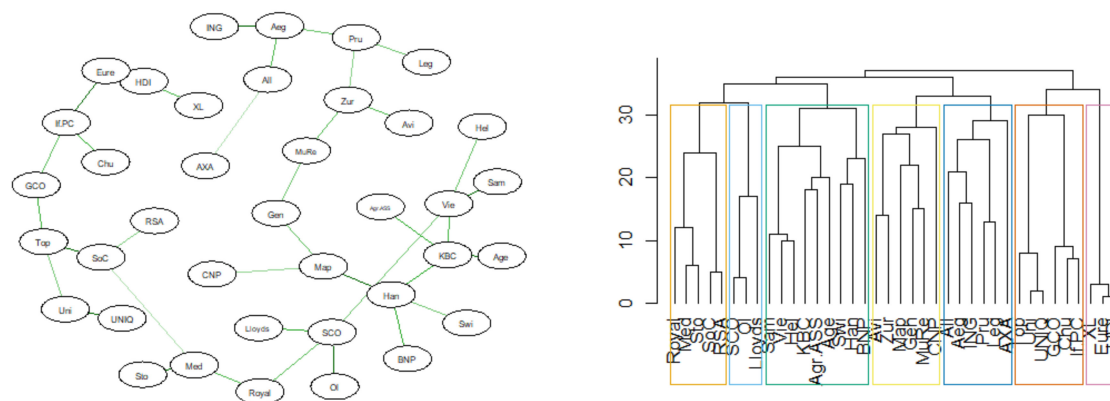 ING
Aeg
Pru
Leg
All
Eure
HDI
XL
Zur
Avi
Hel
If.PC
Chu
MuRe
AXA
Sam
GCO
Agr.ASS
Vie
Gen
RSA
Top
SoC
KBC
Age
CNP
Map
Han
Uni
UNIQ
Swi
Lloyds
SCO
BNP
Sto
Med
Royal
Ol
30
20
10
0
Royal
Med
Sto
SoC
RSA
SCO
Ol
Lloyds
Sam
Vie
Hel
KBC
Agr.ASS
Age
Swi
Han
BNP
Avi
Zur
Map
Gen
MuRe
CNP
All
Aeg
ING
Pru
Leg
AXA
Top
Uni
UNIQ
GCO
Chu
If.PC
XL
Eure